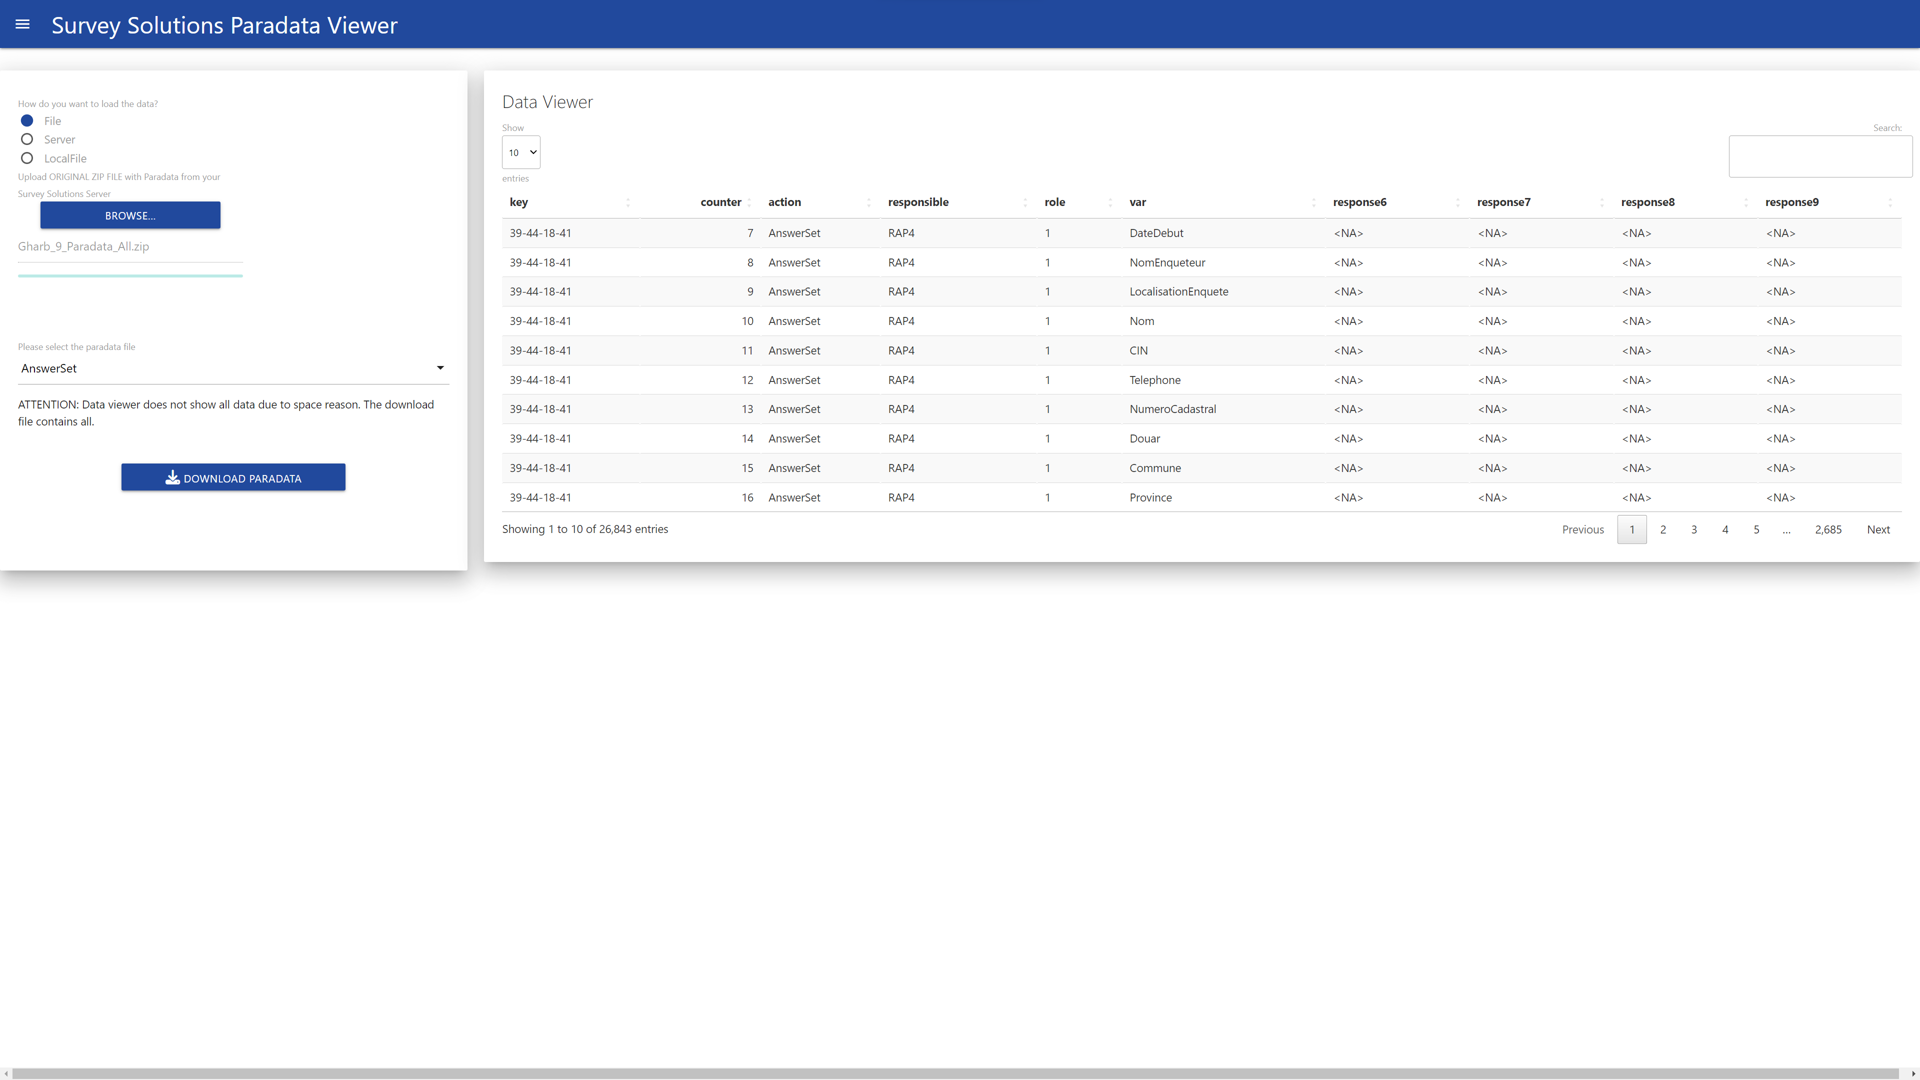 Survey Solutions Paradata Viewer
How do you want to load the data?
File
Server
LocalFile
Upload ORIGINAL ZIP FILE with Paradata from your
Survey Solutions Server
BROWSE...
Gharb_9_Paradata_All.zip
Please select the paradata file
AnswerSet
ATTENTION: Data viewer does not show all data due to space reason. The download
file contains all.
DOWNLOAD PARADATA
Data Viewer
Show
10
entries
Search:
key counter action responsible role var response6 response7 response8 response9
39-44-18-41 7 AnswerSet RAP4 1 DateDebut <NA> <NA> <NA> <NA>
39-44-18-41 8 AnswerSet RAP4 1 NomEnqueteur <NA> <NA> <NA> <NA>
39-44-18-41 9 AnswerSet RAP4 1 LocalisationEnquete <NA> <NA> <NA> <NA>
39-44-18-41 10 AnswerSet RAP4 1 Nom <NA> <NA> <NA> <NA>
39-44-18-41 11 AnswerSet RAP4 1 CIN <NA> <NA> <NA> <NA>
39-44-18-41 12 AnswerSet RAP4 1 Telephone <NA> <NA> <NA> <NA>
39-44-18-41 13 AnswerSet RAP4 1 NumeroCadastral <NA> <NA> <NA> <NA>
39-44-18-41 14 AnswerSet RAP4 1 Douar <NA> <NA> <NA> <NA>
39-44-18-41 15 AnswerSet RAP4 1 Commune <NA> <NA> <NA> <NA>
39-44-18-41 16 AnswerSet RAP4 1 Province <NA> <NA> <NA> <NA>
Showing 1 to 10 of 26,843 entries
Previous 1 2 3 4 5 ... 2,685 Next